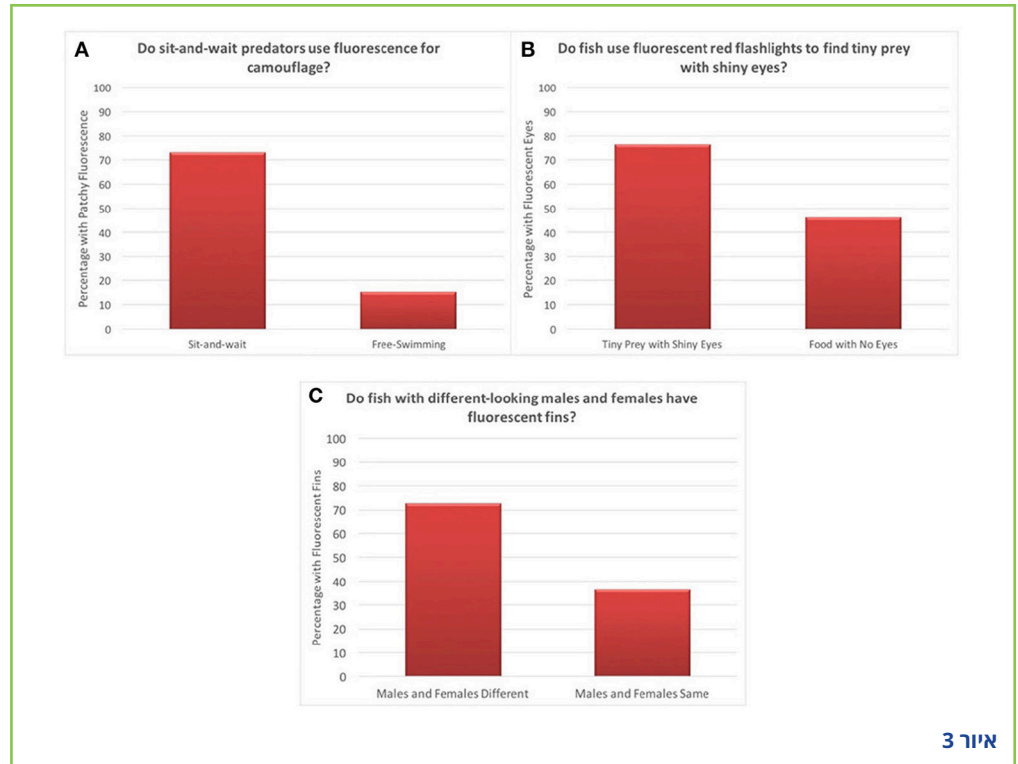 A
Do sit-and-wait predators use fluorescence for
camouflage?
Percentage with Patchy Fluorescence
100
90
80
70
60
50
40
30
20
10
0
Sit-and-wait
Free-Swimming
B
Do fish use fluorescent red flashlights to find tiny prey
with shiny eyes?
Percentage with Fluorescent Eyes
100
90
80
70
60
50
40
30
20
10
0
Tiny Prey with Shiny Eyes
Food with No Eyes
C
Do fish with different-looking males and females have
fluorescent fins?
Percentage with Fluorescent Fins
100
90
80
70
60
50
40
30
20
10
0
Males and Females Different
Males and Females Same
איור 3